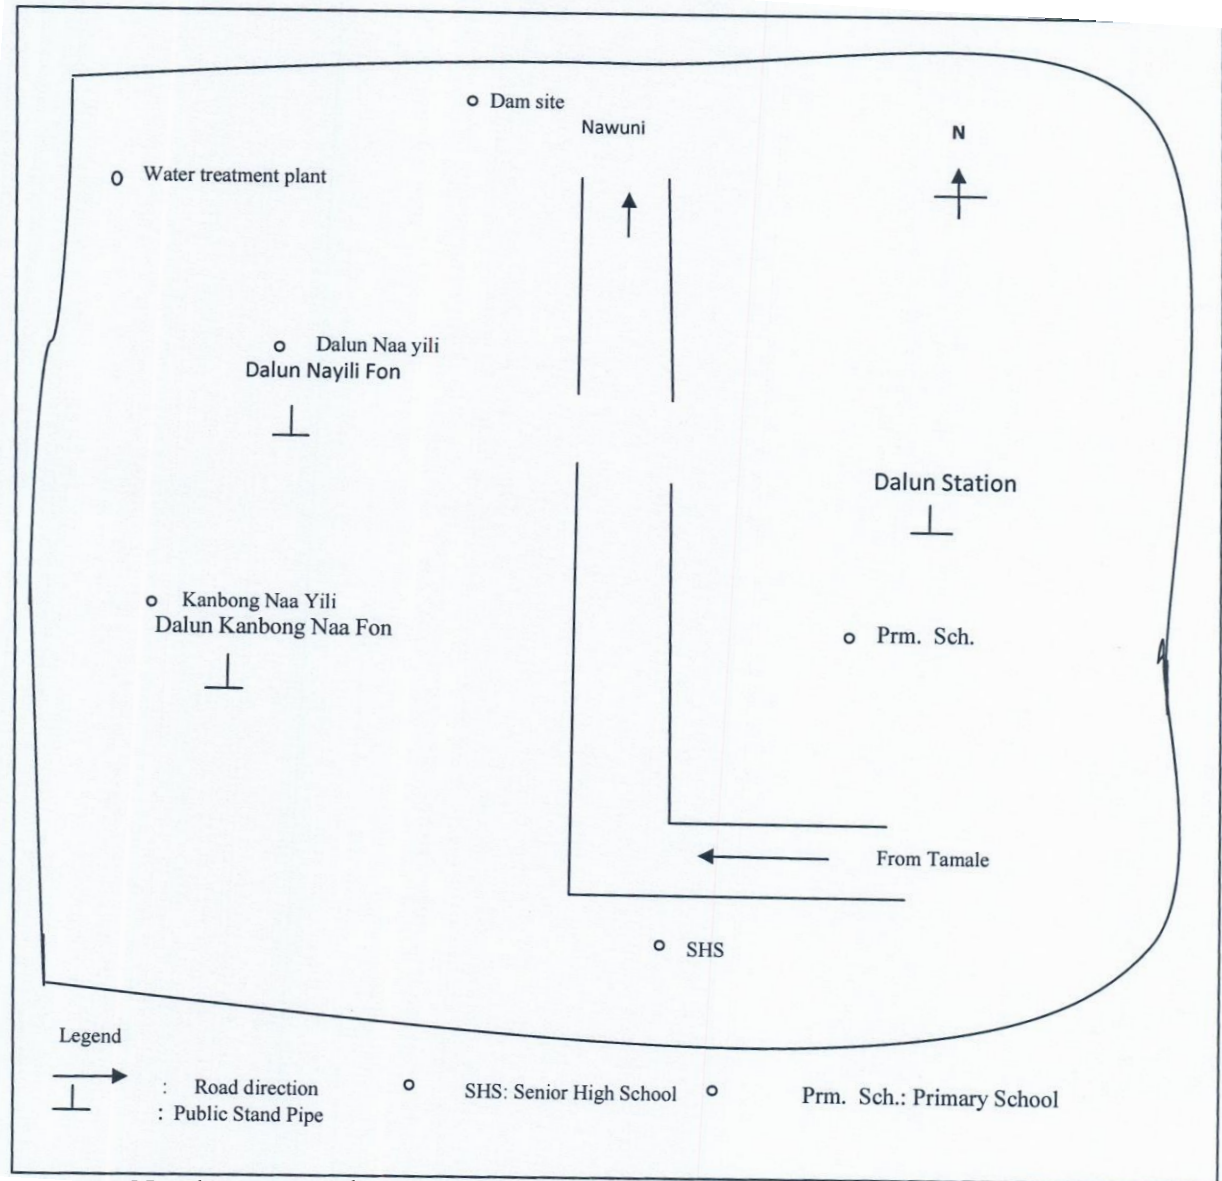 Dam site
Nawuni
N
Water treatment plant
Dalun Naa yili
Dalun Nayili Fon
Dalun Station
Kanbong Naa Yili
Dalun Kanbong Naa Fon
Prm. Sch.
From Tamale
SHS
Legend
: Road direction
: Public Stand Pipe
SHS: Senior High School
Prm. Sch.: Primary School